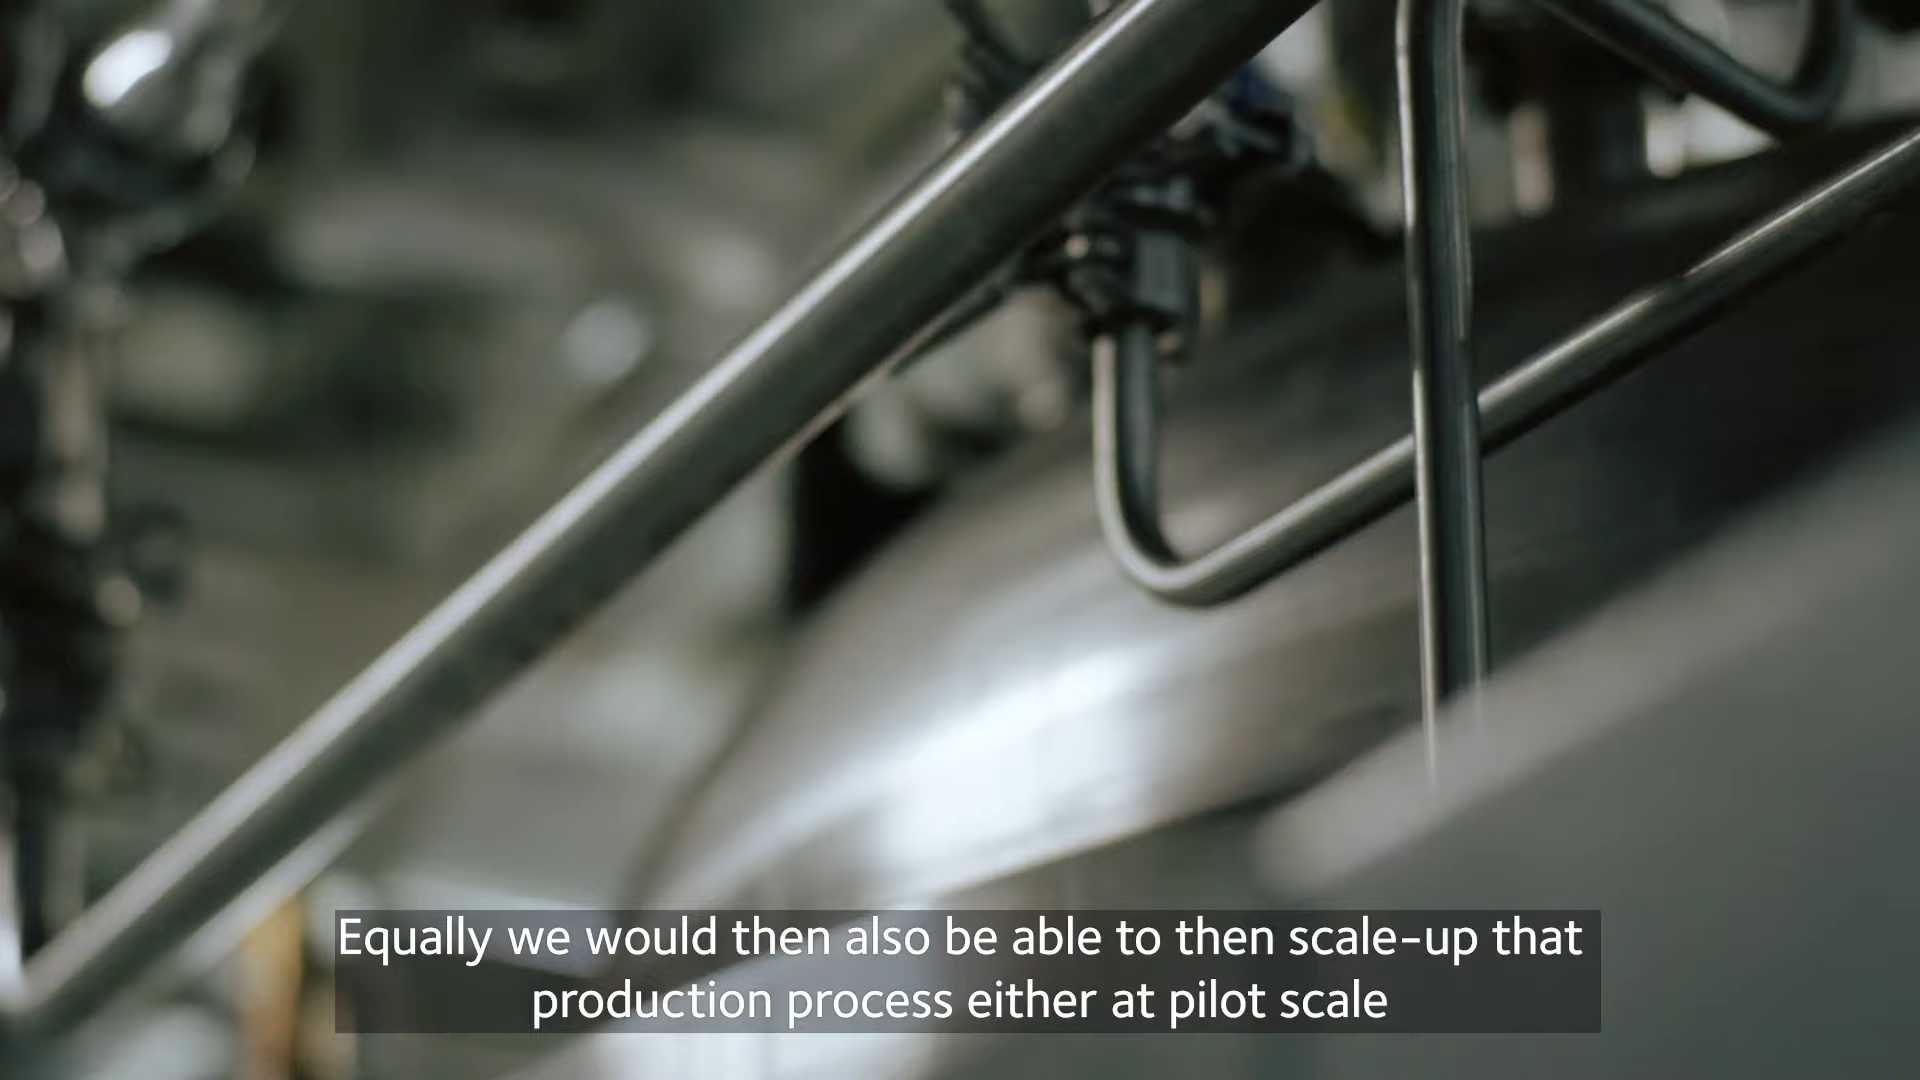 Equally we would then also be able to then scale-up that
production process either at pilot scale